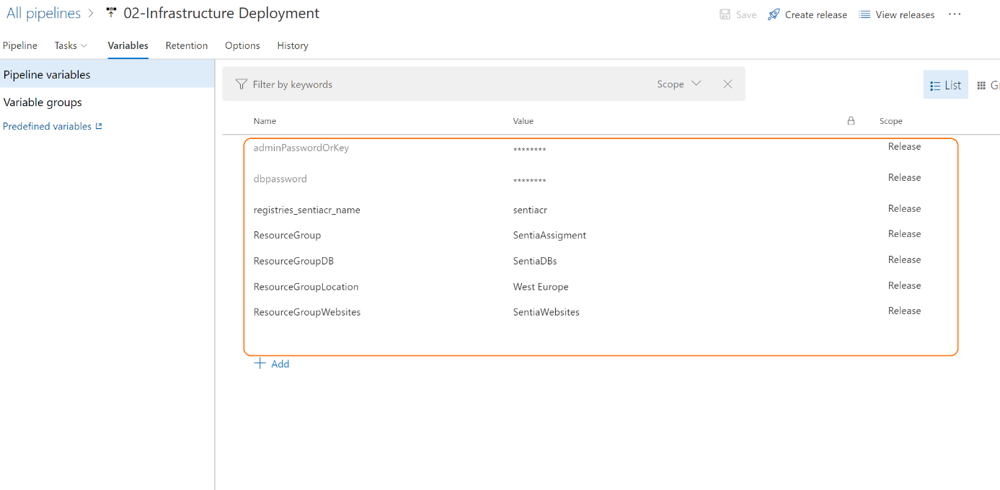 All pipelines > 02-Infrastructure Deployment
Save Create release View releases ...
Pipeline Tasks Variables Retention Options History
Pipeline variables
Variable groups
Predefined variables
Filter by keywords Scope
List
Name Value Scope
adminPasswordOrKey ******** Release
dbpassword ******** Release
registries_sentiacr_name sentiacr Release
ResourceGroup SentiaAssigment Release
ResourceGroupDB SentiaDBs Release
ResourceGroupLocation West Europe Release
ResourceGroupWebsites SentiaWebsites Release
+ Add